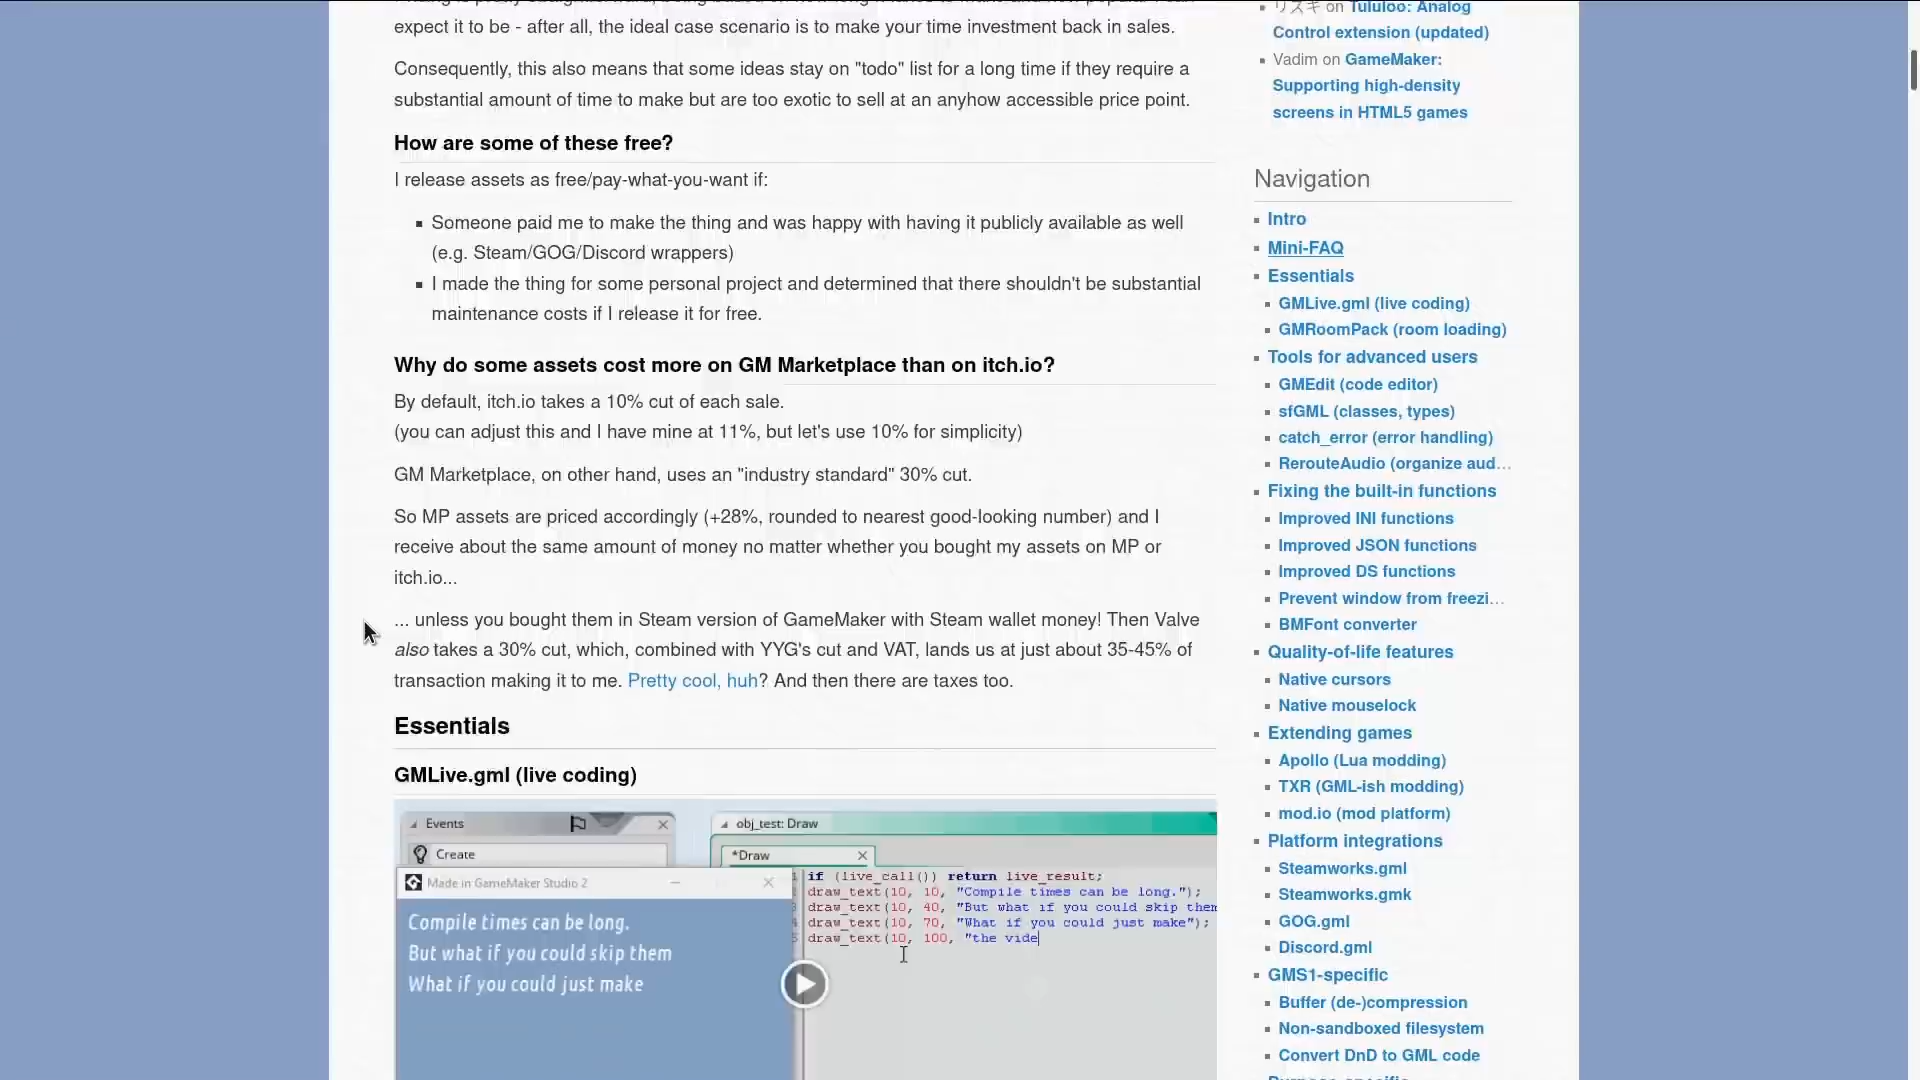 expect it to be - after all, the ideal case scenario is to make your time investment back in sales.
Consequently, this also means that some ideas stay on "todo" list for a long time if they require a
substantial amount of time to make but are too exotic to sell at an anyhow accessible price point.
How are some of these free?
I release assets as free/pay-what-you-want if:
Someone paid me to make the thing and was happy with having it publicly available as well
(e.g. Steam/GOG/Discord wrappers)
I made the thing for some personal project and determined that there shouldn't be substantial
maintenance costs if I release it for free.
Why do some assets cost more on GM Marketplace than on itch.io?
By default, itch.io takes a 10% cut of each sale.
(you can adjust this and I have mine at 11%, but let's use 10% for simplicity)
GM Marketplace, on other hand, uses an "industry standard" 30% cut.
So MP assets are priced accordingly (+28%, rounded to nearest good-looking number) and I
receive about the same amount of money no matter whether you bought my assets on MP or
itch.io...
... unless you bought them in Steam version of GameMaker with Steam wallet money! Then Valve
also takes a 30% cut, which, combined with YYG's cut and VAT, lands us at just about 35-45% of
transaction making it to me. Pretty cool, huh? And then there are taxes too.
Essentials
GMLive.gml (live coding)
Events
Create
Made in GameMaker Studio 2
Compile times can be long.
But what if you could skip them
What if you could just make
obj_test: Draw
*Draw
if (live_call()) return live_result;
draw_text(10, 10, "Compile times can be long.");
draw_text(10, 40, "But what if you could skip them
draw_text(10, 70, "What if you could just make");
draw_text(10, 100, "the vide
リズキ on Tululoo: Analog
Control extension (updated)
Vadim on GameMaker:
Supporting high-density
screens in HTML5 games
Navigation
Intro
Mini-FAQ
Essentials
GMLive.gml (live coding)
GMRoomPack (room loading)
Tools for advanced users
GMEdit (code editor)
sfGML (classes, types)
catch_error (error handling)
RerouteAudio (organize aud...
Fixing the built-in functions
Improved INI functions
Improved JSON functions
Improved DS functions
Prevent window from freezi...
BMFont converter
Quality-of-life features
Native cursors
Native mouselock
Extending games
Apollo (Lua modding)
TXR (GML-ish modding)
mod.io (mod platform)
Platform integrations
Steamworks.gml
Steamworks.gmk
GOG.gml
Discord.gml
GMS1-specific
Buffer (de-)compression
Non-sandboxed filesystem
Convert DnD to GML code